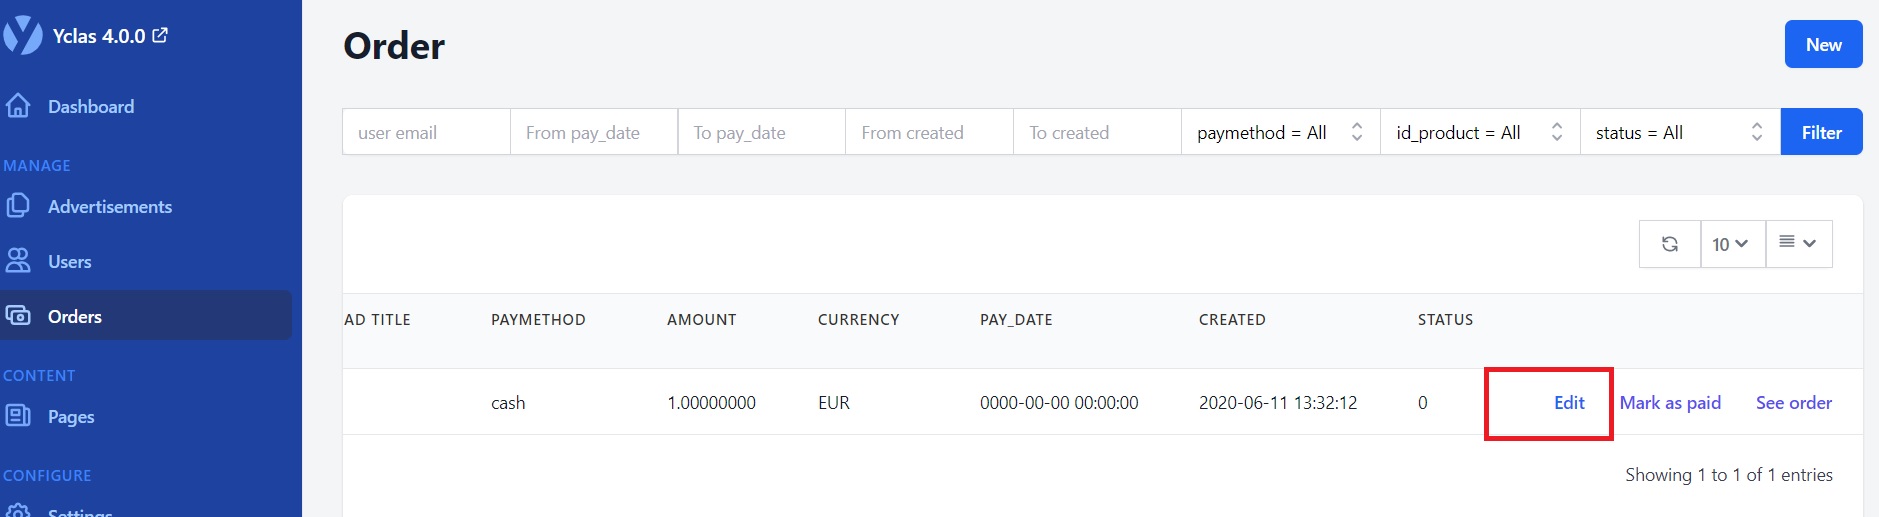 Yclas 4.0.0
Dashboard
MANAGE
Advertisements
Users
Orders
CONTENT
Pages
CONFIGURE
Settings
Order
New
user email From pay_date To pay_date From created To created paymethod = All id_product = All status = All Filter
10
AD TITLE PAYMETHOD AMOUNT CURRENCY PAY_DATE CREATED STATUS
cash 1.00000000 EUR 0000-00-00 00:00:00 2020-06-11 13:32:12 0 Edit Mark as paid See order
Showing 1 to 1 of 1 entries